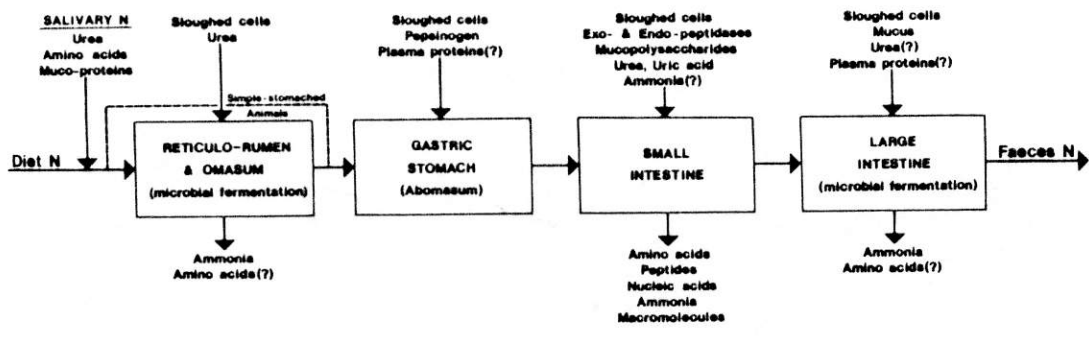 SALIVARY N
Urea
Amino acids
Muco-proteins
Sloughed cells
Urea
Sloughed cells
Pepsinogen
Plasma proteins(?)
Sloughed cells
Exo- & Endo-peptidases
Mucopolysaccharides
Urea, Uric acid
Ammonia(?)
Sloughed cells
Mucus
Urea(?)
Plasma proteins(?)
Simple-stomached
Animals
Diet N
RETICULO-RUMEN
& OMASUM
(microbial fermentation)
GASTRIC
STOMACH
(Abomasum)
SMALL
INTESTINE
LARGE
INTESTINE
(microbial fermentation)
Faeces N
Ammonia
Amino acids(?)
Amino acids
Peptides
Nucleic acids
Ammonia
Macromolecules
Ammonia
Amino acids(?)